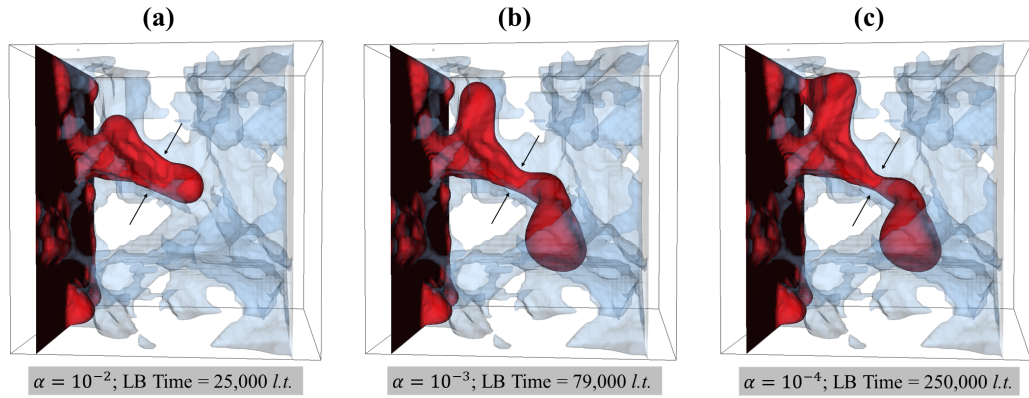 (a)
(b)
(c)
α = 10⁻²; LB Time = 25,000 l.t.
α = 10⁻³; LB Time = 79,000 l.t.
α = 10⁻⁴; LB Time = 250,000 l.t.